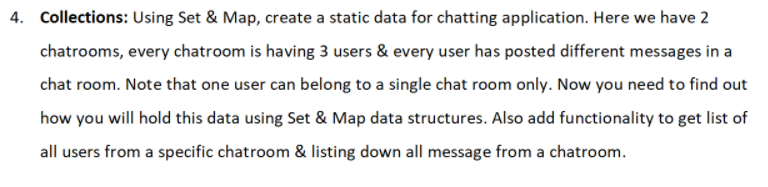 4. Collections: Using Set & Map, create a static data for chatting application. Here we have 2
chatrooms, every chatroom is having 3 users & every user has posted different messages in a
chat room. Note that one user can belong to a single chat room only. Now you need to find out
how you will hold this data using Set & Map data structures. Also add functionality to get list of
all users from a specific chatroom & listing down all message from a chatroom.